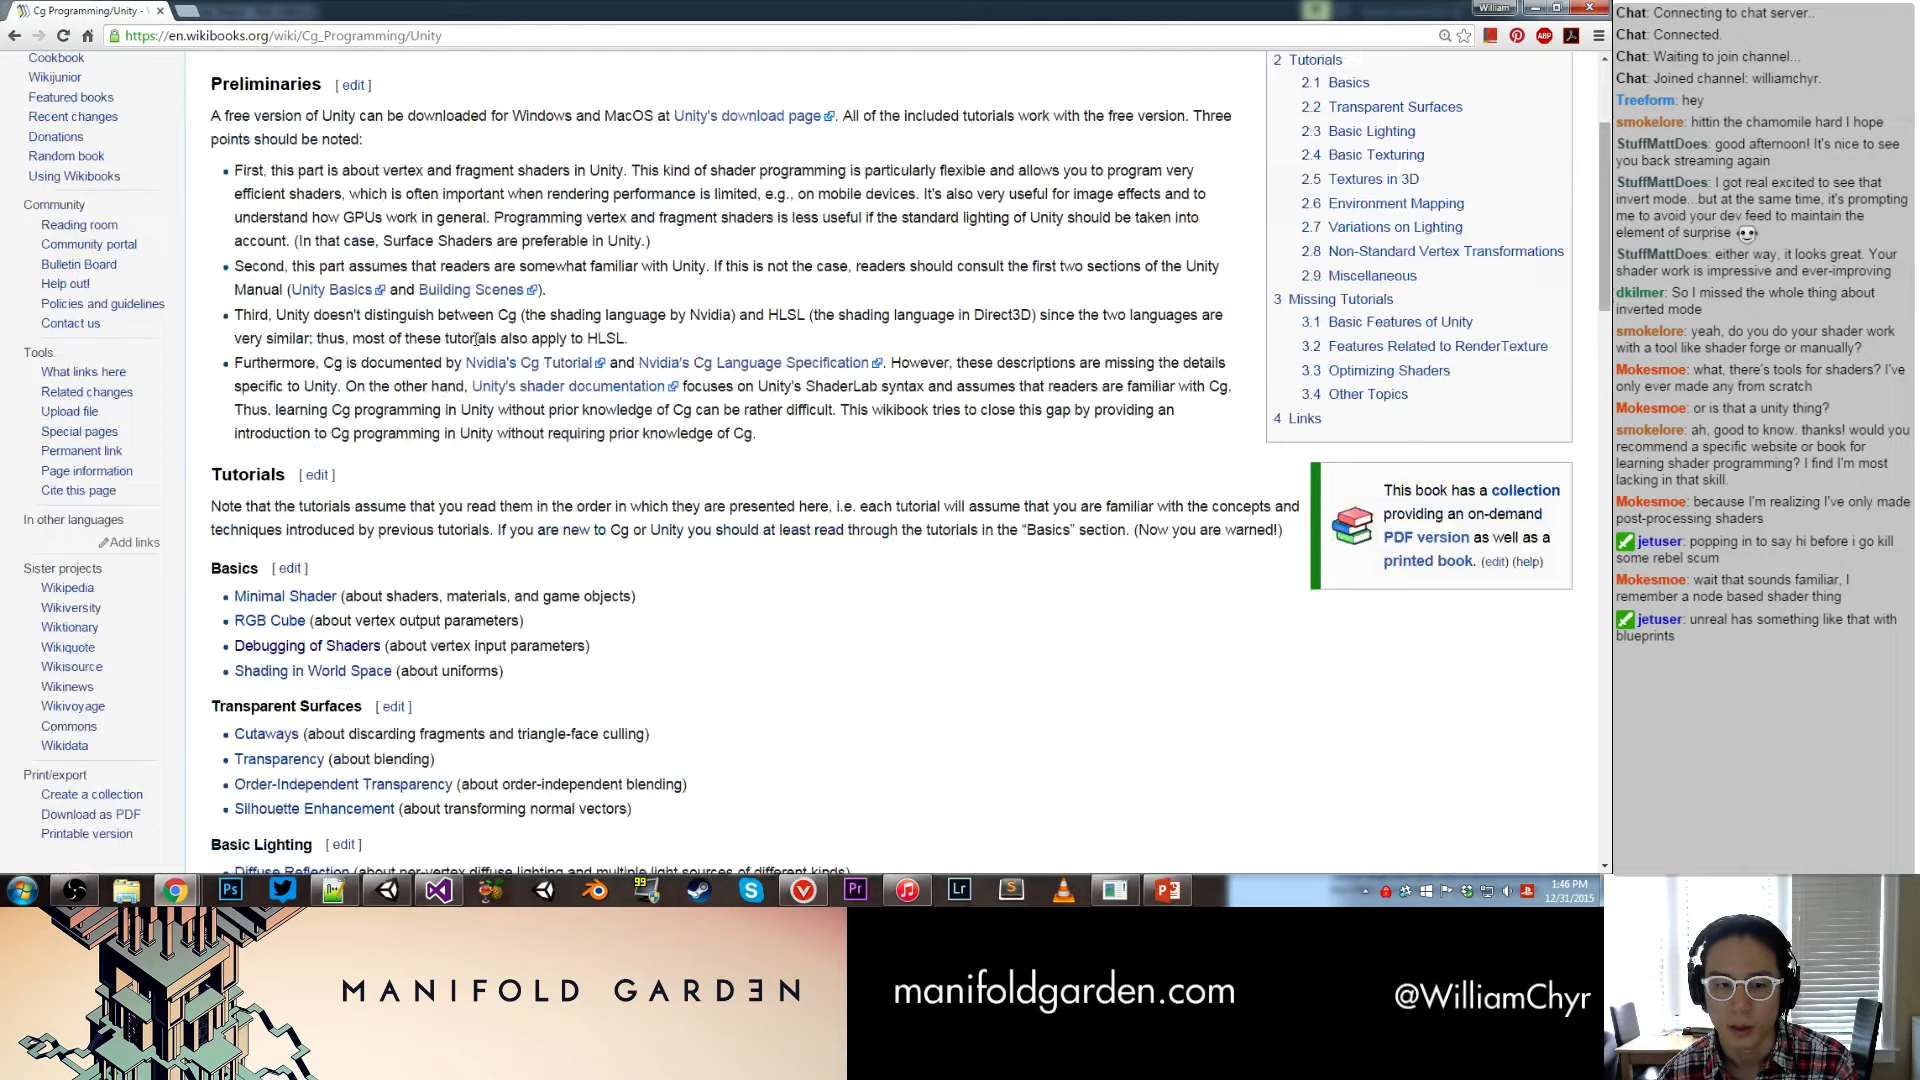 Cg Programming/Unity -
William
https://en.wikibooks.org/wiki/Cg_Programming/Unity
ABP
Cookbook
Wikijunior
Featured books
Recent changes
Donations
Random book
Using Wikibooks
Community
Reading room
Community portal
Bulletin Board
Help out!
Policies and guidelines
Contact us
Tools
What links here
Related changes
Upload file
Special pages
Permanent link
Page information
Cite this page
In other languages
Add links
Sister projects
Wikipedia
Wikiversity
Wiktionary
Wikiquote
Wikisource
Wikinews
Wikivoyage
Commons
Wikidata
Print/export
Create a collection
Download as PDF
Printable version
Preliminaries [ edit ]
A free version of Unity can be downloaded for Windows and MacOS at Unity's download page. All of the included tutorials work with the free version. Three
points should be noted:
First, this part is about vertex and fragment shaders in Unity. This kind of shader programming is particularly flexible and allows you to program very
efficient shaders, which is often important when rendering performance is limited, e.g., on mobile devices. It's also very useful for image effects and to
understand how GPUs work in general. Programming vertex and fragment shaders is less useful if the standard lighting of Unity should be taken into
account. (In that case, Surface Shaders are preferable in Unity.)
Second, this part assumes that readers are somewhat familiar with Unity. If this is not the case, readers should consult the first two sections of the Unity
Manual (Unity Basics and Building Scenes).
Third, Unity doesn't distinguish between Cg (the shading language by Nvidia) and HLSL (the shading language in Direct3D) since the two languages are
very similar; thus, most of these tutorials also apply to HLSL.
Furthermore, Cg is documented by Nvidia's Cg Tutorial and Nvidia's Cg Language Specification. However, these descriptions are missing the details
specific to Unity. On the other hand, Unity's shader documentation focuses on Unity's ShaderLab syntax and assumes that readers are familiar with Cg.
Thus, learning Cg programming in Unity without prior knowledge of Cg can be rather difficult. This wikibook tries to close this gap by providing an
introduction to Cg programming in Unity without requiring prior knowledge of Cg.
Tutorials [ edit ]
Note that the tutorials assume that you read them in the order in which they are presented here, i.e. each tutorial will assume that you are familiar with the concepts and
techniques introduced by previous tutorials. If you are new to Cg or Unity you should at least read through the tutorials in the “Basics” section. (Now you are warned!)
Basics [ edit ]
Minimal Shader (about shaders, materials, and game objects)
RGB Cube (about vertex output parameters)
Debugging of Shaders (about vertex input parameters)
Shading in World Space (about uniforms)
Transparent Surfaces [ edit ]
Cutaways (about discarding fragments and triangle-face culling)
Transparency (about blending)
Order-Independent Transparency (about order-independent blending)
Silhouette Enhancement (about transforming normal vectors)
Basic Lighting [ edit ]
Diffuse Reflection (about per-vertex diffuse lighting and multiple light sources of different kinds)
2 Tutorials
2.1 Basics
2.2 Transparent Surfaces
2.3 Basic Lighting
2.4 Basic Texturing
2.5 Textures in 3D
2.6 Environment Mapping
2.7 Variations on Lighting
2.8 Non-Standard Vertex Transformations
2.9 Miscellaneous
3 Missing Tutorials
3.1 Basic Features of Unity
3.2 Features Related to RenderTexture
3.3 Optimizing Shaders
3.4 Other Topics
4 Links
This book has a collection
providing an on-demand
PDF version as well as a
printed book. (edit) (help)
Chat: Connecting to chat server..
Chat: Connected.
Chat: Waiting to join channel...
Chat: Joined channel: williamchyr.
Treeform: hey
smokelore: hittin the chamomile hard I hope
StuffMattDoes: good afternoon! It's nice to see
you back streaming again
StuffMattDoes: I got real excited to see that
invert mode...but at the same time, it's prompting
me to avoid your dev feed to maintain the
element of surprise
StuffMattDoes: either way, it looks great. Your
shader work is impressive and ever-improving
dkilmer: So I missed the whole thing about
inverted mode
smokelore: yeah, do you do your shader work
with a tool like shader forge or manually?
Mokesmoe: what, there's tools for shaders? I've
only ever made any from scratch
Mokesmoe: or is that a unity thing?
smokelore: ah, good to know. thanks! would you
recommend a specific website or book for
learning shader programming? I find I'm most
lacking in that skill.
Mokesmoe: because I'm realizing I've only made
post-processing shaders
jetuser: popping in to say hi before i go kill
some rebel scum
Mokesmoe: wait that sounds familiar, I
remember a node based shader thing
jetuser: unreal has something like that with
blueprints
Ps
99
Pr
Lr
S
1:46 PM
12/31/2015
MANIFOLD GARDEN
manifoldgarden.com
@WilliamChyr